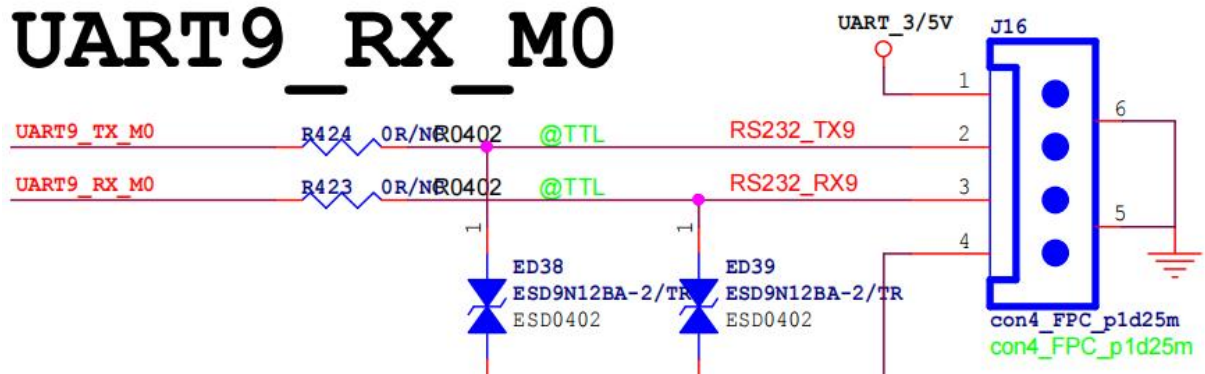 UART9_RX_M0
UART_3/5V
J16
1
6
UART9_TX_M0
R424
0R/NC
R0402
@TTL
RS232_TX9
2
UART9_RX_M0
R423
0R/NC
R0402
@TTL
RS232_RX9
3
5
1
1
4
ED38
ESD9N12BA-2/TR
ESD0402
ED39
ESD9N12BA-2/TR
ESD0402
con4_FPC_p1d25m
con4_FPC_p1d25m